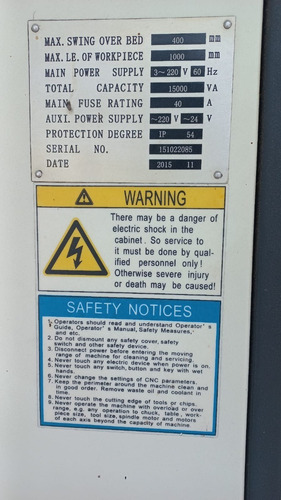 MAX. SWING OVER BED 400 mm
MAX. LE. OF WORKPIECE 1000 mm
MAIN POWER SUPPLY 3～220 V 60 Hz
TOTAL CAPACITY 15000 VA
MAIN FUSE RATING 40 A
AUXI. POWER SUPPLY ～220 V ～24 V
PROTECTION DEGREE IP 54
SERIAL NO. 151022085
DATE 2015 11
WARNING
There may be a danger of
electric shock in the
cabinet. So service to
it must be done by qual-
ified personnel only!
Otherwise severe injury
or death may be caused!
SAFETY NOTICES
1. Operators should read and understand Operator's
Guide, Operator's Manual, Safety Measures,
and etc.
2. Do not dismount any safety cover, safety
switch and other safety device.
3. Disconnect power before entering the moving
range of machine for cleaning and servicing.
4. Never touch any electric device when power is on.
5. Never touch any switch, button and key with wet
hands.
6. Never change the settings of CNC parameters.
7. Keep the perimeter around the machine clean and
in good order. Remove waste oil and coolant in
time.
8. Never touch the cutting edge of tools or chips.
9. Never operate the machine with overload or over
range, e.g. any operation to chuck, table, work-
piece size, tool size, spindle motor and motors
of each axis beyond the capacity of machine